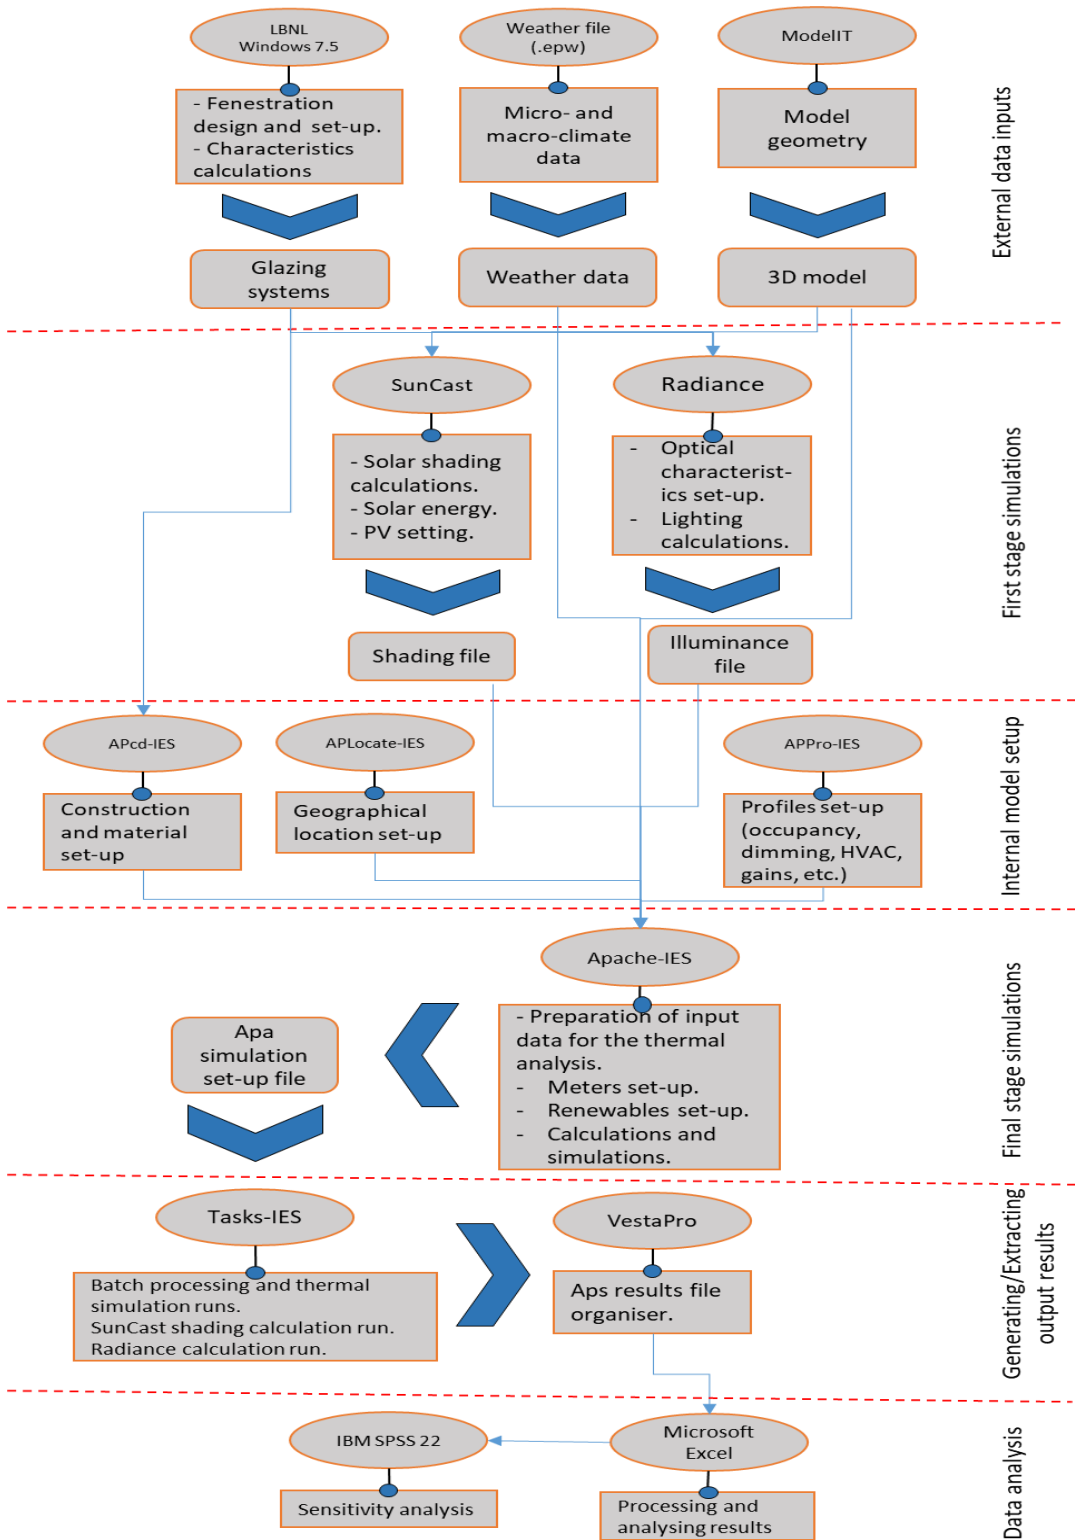 LBNL
Windows 7.5
Weather file
(.epw)
ModelIT
- Fenestration
design and set-up.
- Characteristics
calculations
Micro- and
macro-climate
data
Model
geometry
External data inputs
Glazing
systems
Weather data
3D model
SunCast
Radiance
- Solar shading
calculations.
- Solar energy.
- PV setting.
- Optical
characterist-
ics set-up.
- Lighting
calculations.
First stage simulations
Shading file
Illuminance
file
APcd-IES
APLocate-IES
APPro-IES
Construction
and material
set-up
Geographical
location set-up
Profiles set-up
(occupancy,
dimming, HVAC,
gains, etc.)
Internal model setup
Apache-IES
- Preparation of input
data for the thermal
analysis.
- Meters set-up.
- Renewables set-up.
- Calculations and
simulations.
Apa
simulation
set-up file
Final stage simulations
Tasks-IES
VestaPro
Batch processing and thermal
simulation runs.
SunCast shading calculation run.
Radiance calculation run.
Aps results file
organiser.
Generating/Extracting
output results
IBM SPSS 22
Microsoft
Excel
Sensitivity analysis
Processing and
analysing results
Data analysis